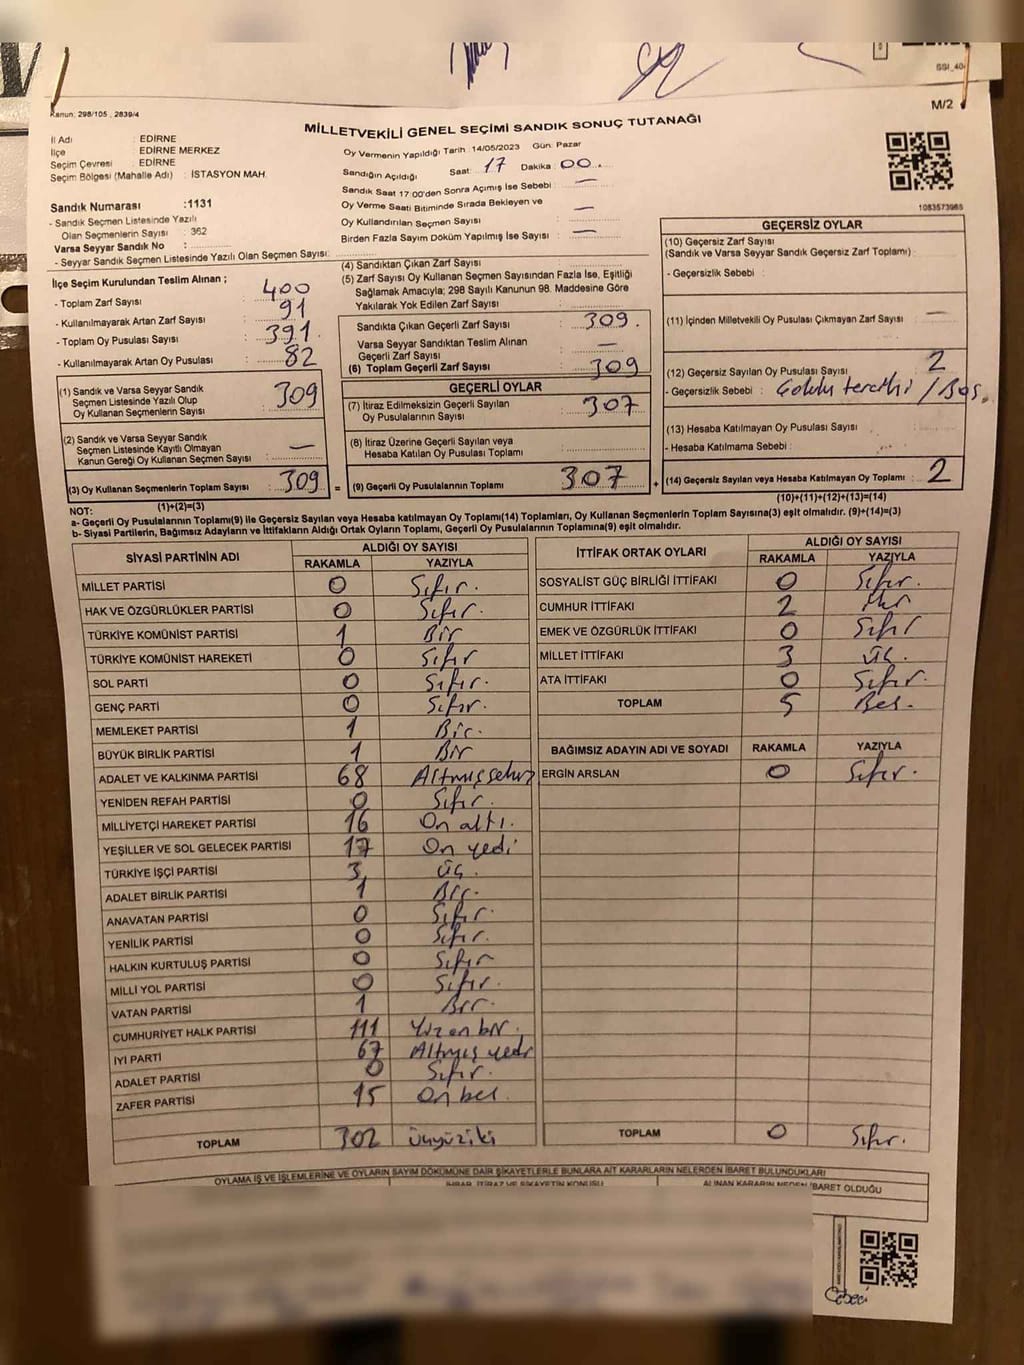 SSI_40
Kanun: 298/105 , 2839/4
M/2
MİLLETVEKİLİ GENEL SEÇİMİ SANDIK SONUÇ TUTANAĞI
İl Adı : EDİRNE
İlçe : EDİRNE MERKEZ
Seçim Çevresi : EDİRNE
Seçim Bölgesi (Mahalle Adı) : İSTASYON MAH.
Sandık Numarası :1131
- Sandık Seçmen Listesinde Yazılı
Olan Seçmenlerin Sayısı : 362
Varsa Seyyar Sandık No :
- Seyyar Sandık Seçmen Listesinde Yazılı Olan Seçmen Sayısı:
Oy Vermenin Yapıldığı Tarih :14/05/2023 Gün: Pazar
Sandığın Açıldığı Saat: 17 Dakika: 00.
Sandık Saat 17:00'den Sonra Açımış İse Sebebi : —
Oy Verme Saati Bitiminde Sırada Bekleyen ve
Oy Kullandırılan Seçmen Sayısı : —
Birden Fazla Sayım Döküm Yapılmış İse Sayısı : —
1083573965
İlçe Seçim Kurulundan Teslim Alınan ;
- Toplam Zarf Sayısı : 400
- Kullanılmayarak Artan Zarf Sayısı : 91
- Toplam Oy Pusulası Sayısı : 391.
- Kullanılmayarak Artan Oy Pusulası : 82
(1) Sandık ve Varsa Seyyar Sandık
Seçmen Listesinde Yazılı Olup
Oy Kullanan Seçmenlerin Sayısı : 309
(2) Sandık ve Varsa Seyyar Sandık
Seçmen Listesinde Kayıtlı Olmayan
Kanun Gereği Oy Kullanan Seçmen Sayısı : —
(3) Oy Kullanan Seçmenlerin Toplam Sayısı : 309
(1)+(2)=(3)
(4) Sandıktan Çıkan Zarf Sayısı :
(5) Zarf Sayısı Oy Kullanan Seçmen Sayısından Fazla İse, Eşitliği
Sağlamak Amacıyla; 298 Sayılı Kanunun 98. Maddesine Göre
Yakılarak Yok Edilen Zarf Sayısı :
Sandıkta Çıkan Geçerli Zarf Sayısı : 309.
Varsa Seyyar Sandıktan Teslim Alınan
Geçerli Zarf Sayısı : —
(6) Toplam Geçerli Zarf Sayısı : 309
GEÇERLİ OYLAR
(7) İtiraz Edilmeksizin Geçerli Sayılan
Oy Pusulalarının Sayısı : 307
(8) İtiraz Üzerine Geçerli Sayılan veya
Hesaba Katılan Oy Pusulası Toplamı :
= (9) Geçerli Oy Pusulalarının Toplamı : 307 +
GEÇERSİZ OYLAR
(10) Geçersiz Zarf Sayısı
(Sandık ve Varsa Seyyar Sandık Geçersiz Zarf Toplamı) :
- Geçersizlik Sebebi :
(11) İçinden Milletvekili Oy Pusulası Çıkmayan Zarf Sayısı : —
(12) Geçersiz Sayılan Oy Pusulası Sayısı : 2
- Geçersizlik Sebebi : tercihi / Boş.
(13) Hesaba Katılmayan Oy Pusulası Sayısı :
- Hesaba Katılmama Sebebi :
(14) Geçersiz Sayılan veya Hesaba Katılmayan Oy Toplamı : 2
(10)+(11)+(12)+(13)=(14)
NOT:
a- Geçerli Oy Pusulalarının Toplamı(9) ile Geçersiz Sayılan veya Hesaba katılmayan Oy Toplamı(14) Toplamları, Oy Kullanan Seçmenlerin Toplam Sayısına(3) eşit olmalıdır. (9)+(14)=(3)
b- Siyasi Partilerin, Bağımsız Adayların ve İttifakların Aldığı Oyların Toplamı, Geçerli Oy Pusulalarının Toplamına(9) eşit olmalıdır.
SİYASİ PARTİNİN ADI ALDIĞI OY SAYISI
RAKAMLA YAZIYLA
MİLLET PARTİSİ 0 Sıfır.
HAK VE ÖZGÜRLÜKLER PARTİSİ 0 Sıfır.
TÜRKİYE KOMÜNİST PARTİSİ 1 Bir
TÜRKİYE KOMÜNİST HAREKETİ 0 Sıfır
SOL PARTİ 0 Sıfır.
GENÇ PARTİ 0 Sıfır.
MEMLEKET PARTİSİ 1 Bir.
BÜYÜK BİRLİK PARTİSİ 1 Bir
ADALET VE KALKINMA PARTİSİ 68 Altmışsekiz
YENİDEN REFAH PARTİSİ 0 Sıfır.
MİLLİYETÇİ HAREKET PARTİSİ 16 On altı.
YEŞİLLER VE SOL GELECEK PARTİSİ 17 On yedi
TÜRKİYE İŞÇİ PARTİSİ 3 Üç.
ADALET BİRLİK PARTİSİ 1 Bir.
ANAVATAN PARTİSİ 0 Sıfır.
YENİLİK PARTİSİ 0 Sıfır.
HALKIN KURTULUŞ PARTİSİ 0 Sıfır
MİLLİ YOL PARTİSİ 0 Sıfır.
VATAN PARTİSİ 1 Bir.
CUMHURİYET HALK PARTİSİ 111 Yüzonbir.
İYİ PARTİ 67 Altmış yedi
ADALET PARTİSİ 0 Sıfır.
ZAFER PARTİSİ 15 On beş.
TOPLAM 302 Üçyüziki
İTTİFAK ORTAK OYLARI ALDIĞI OY SAYISI
RAKAMLA YAZIYLA
SOSYALİST GÜÇ BİRLİĞİ İTTİFAKI 0 Sıfır.
CUMHUR İTTİFAKI 2 İki
EMEK VE ÖZGÜRLÜK İTTİFAKI 0 Sıfır
MİLLET İTTİFAKI 3 Üç.
ATA İTTİFAKI 0 Sıfır.
TOPLAM 5 Beş.
BAĞIMSIZ ADAYIN ADI VE SOYADI RAKAMLA YAZIYLA
ERGİN ARSLAN 0 Sıfır.
TOPLAM 0 Sıfır.
OYLAMA İŞ VE İŞLEMLERİNE VE OYLARIN SAYIM DÖKÜMÜNE DAİR ŞİKAYETLERLE BUNLARA AİT KARARLARIN NELERDEN İBARET BULUNDUKLARI
İHBAR, İTİRAZ VE ŞİKAYETİN KONUSU ALINAN KARARIN NEDEN İBARET OLDUĞU
Cebeci